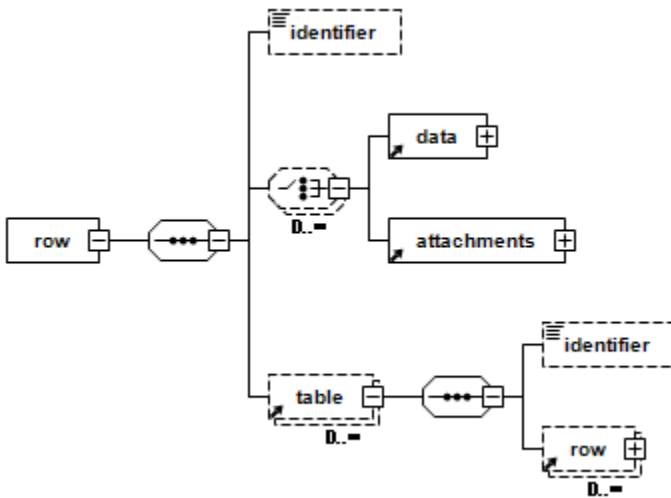 identifier
data
0..∞
row
attachments
identifier
table
0..∞
row
0..∞